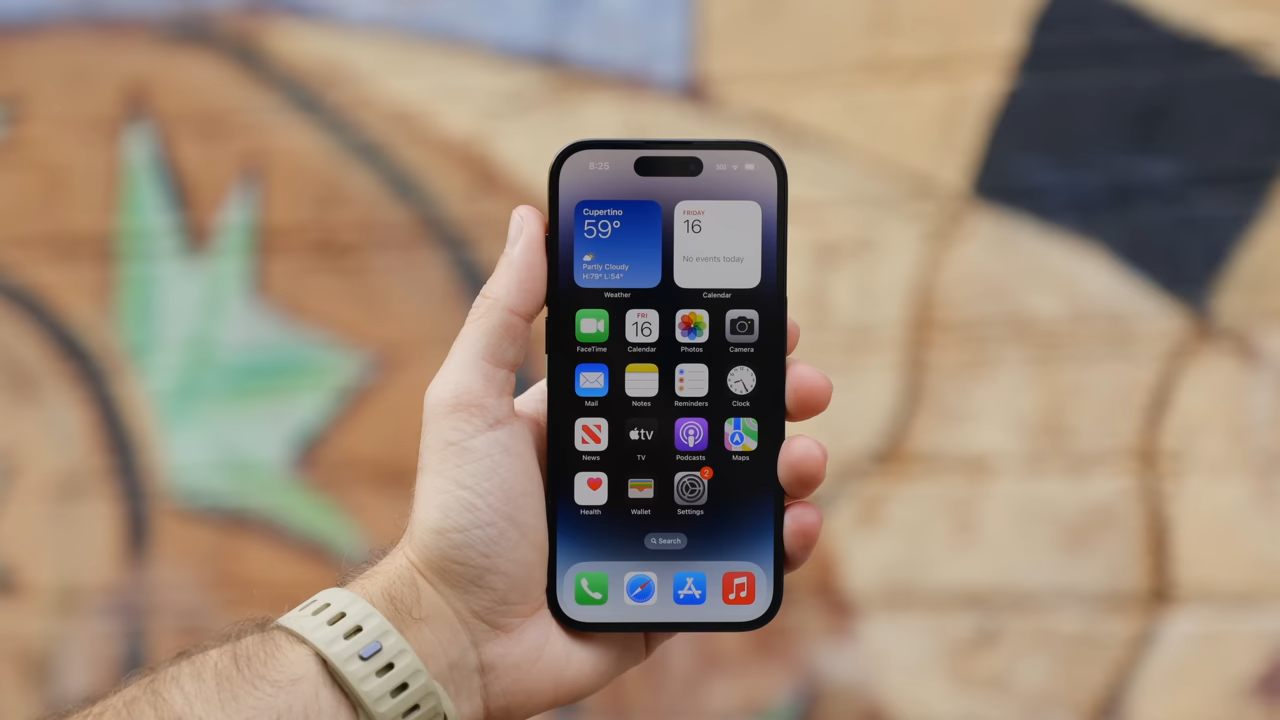 8:25
SOS
Cupertino
59°
Partly Cloudy
H:79° L:54°
Weather
FRIDAY
16
No events today
Calendar
FaceTime
FRI
16
Calendar
Photos
Camera
Mail
Notes
Reminders
Clock
News
tv
TV
Podcasts
Maps
Health
Wallet
2
Settings
Search